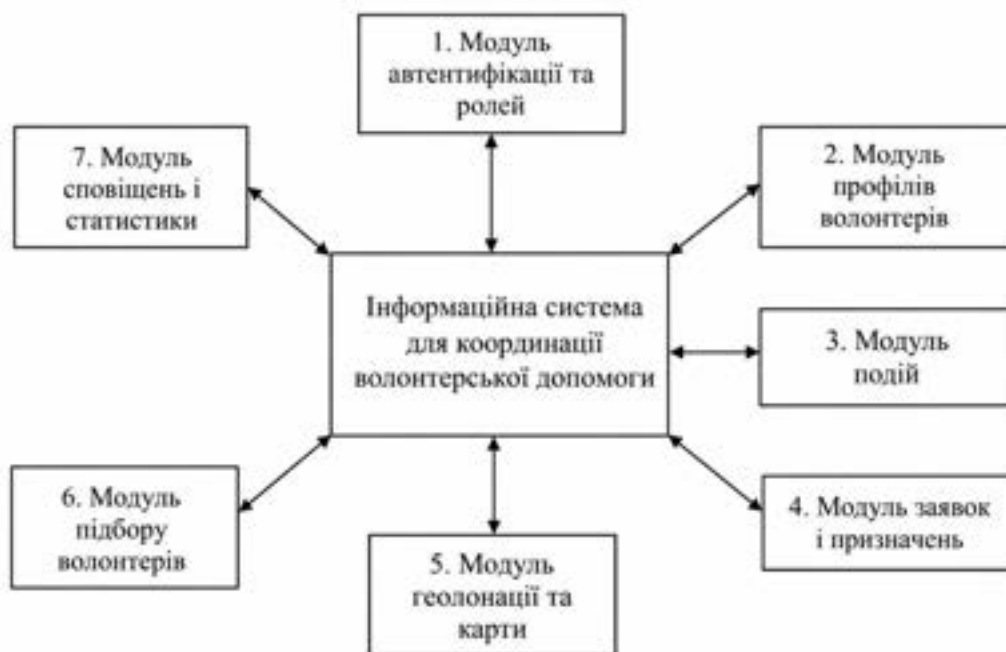 1. Модуль
автентифікації та
ролей
2. Модуль
профілів
волонтерів
3. Модуль
подій
4. Модуль заявок
і призначень
5. Модуль
геолонації та
карти
6. Модуль
підбору
волонтерів
7. Модуль
сповіщень і
статистики
Інформаційна система
для координації
волонтерської допомоги